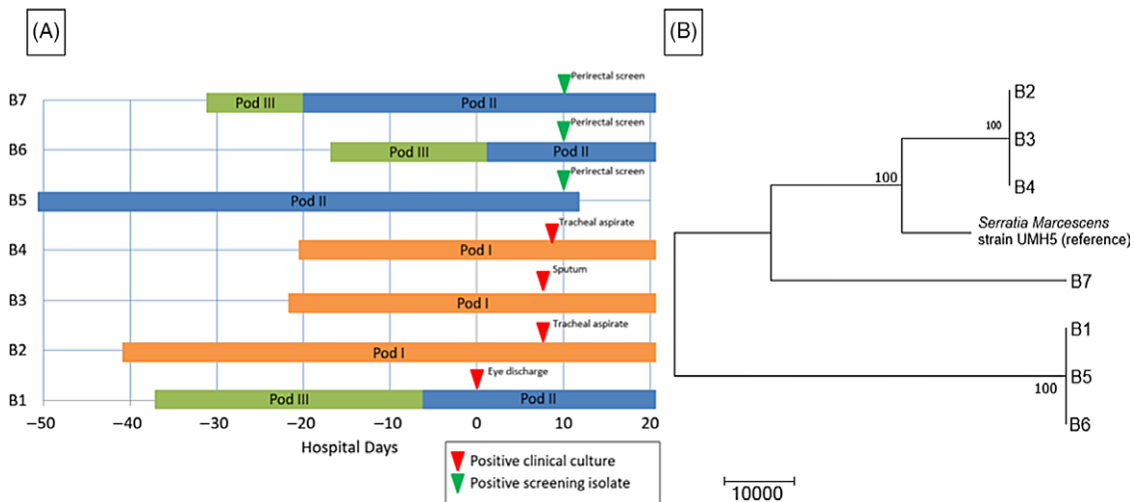 (A)
Perirectal screen
B7
Pod III
Pod II
Perirectal screen
B6
Pod III
Pod II
Perirectal screen
B5
Pod II
Tracheal aspirate
B4
Pod I
Sputum
B3
Pod I
Tracheal aspirate
B2
Pod I
Eye discharge
B1
Pod III
Pod II
−50
−40
−30
−20
−10
0
10
20
Hospital Days
Positive clinical culture
Positive screening isolate
(B)
B2
100
B3
100
B4
Serratia Marcescens
strain UMH5 (reference)
B7
B1
B5
100
B6
10000